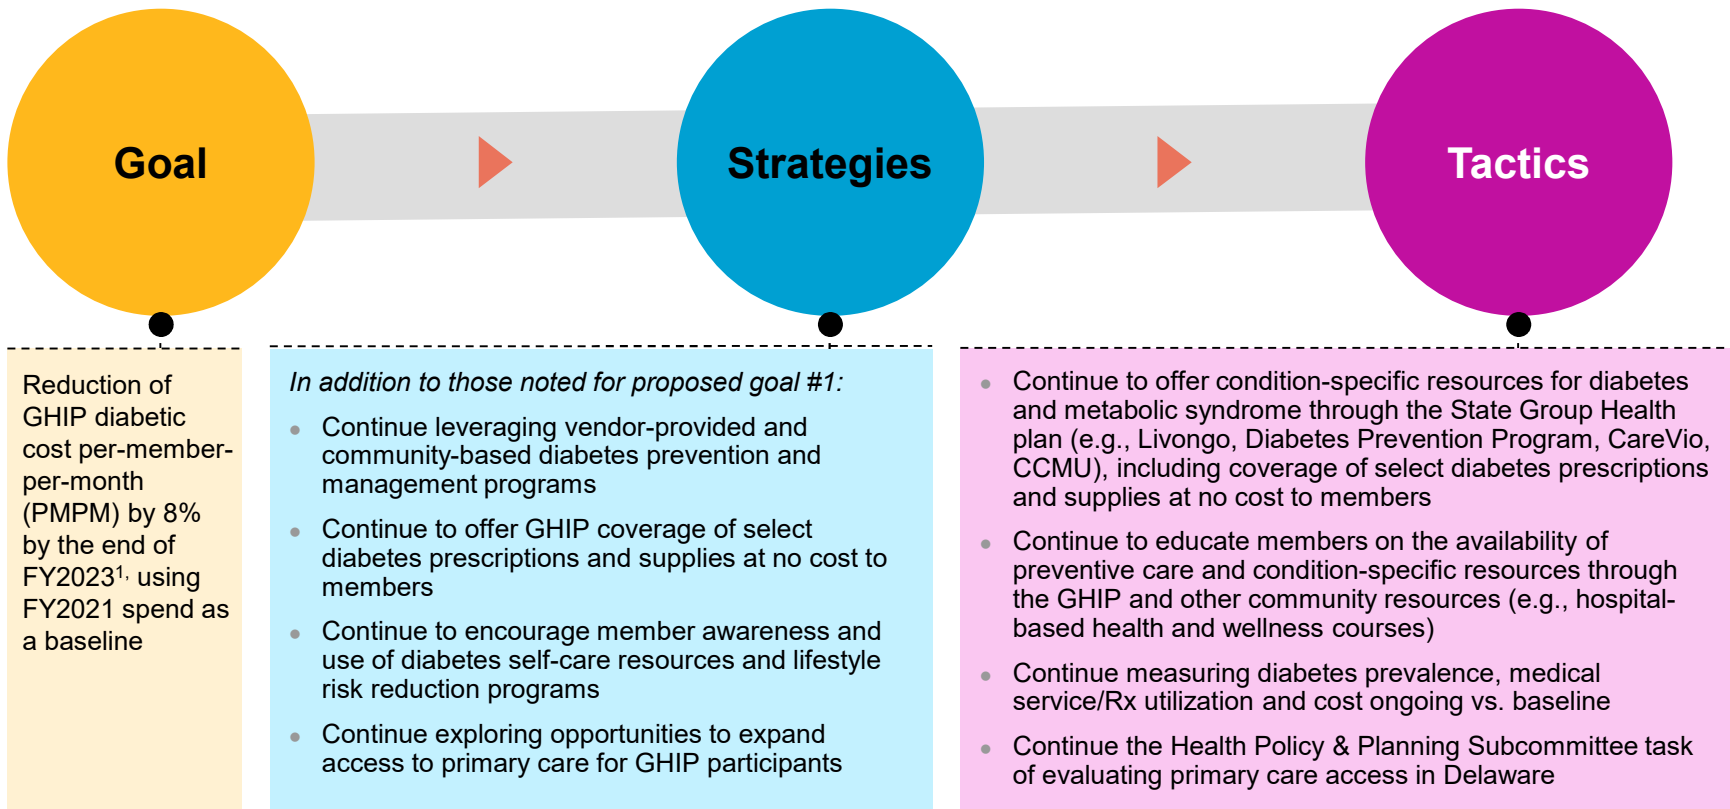 Goal
Strategies
Tactics
Reduction of
GHIP diabetic
cost per-member-
per-month
(PMPM) by 8%
by the end of
FY2023¹, using
FY2021 spend as
a baseline
In addition to those noted for proposed goal #1:
• Continue leveraging vendor-provided and
community-based diabetes prevention and
management programs
• Continue to offer GHIP coverage of select
diabetes prescriptions and supplies at no cost to
members
• Continue to encourage member awareness and
use of diabetes self-care resources and lifestyle
risk reduction programs
• Continue exploring opportunities to expand
access to primary care for GHIP participants
• Continue to offer condition-specific resources for diabetes
and metabolic syndrome through the State Group Health
plan (e.g., Livongo, Diabetes Prevention Program, CareVio,
CCMU), including coverage of select diabetes prescriptions
and supplies at no cost to members
• Continue to educate members on the availability of
preventive care and condition-specific resources through
the GHIP and other community resources (e.g., hospital-
based health and wellness courses)
• Continue measuring diabetes prevalence, medical
service/Rx utilization and cost ongoing vs. baseline
• Continue the Health Policy & Planning Subcommittee task
of evaluating primary care access in Delaware